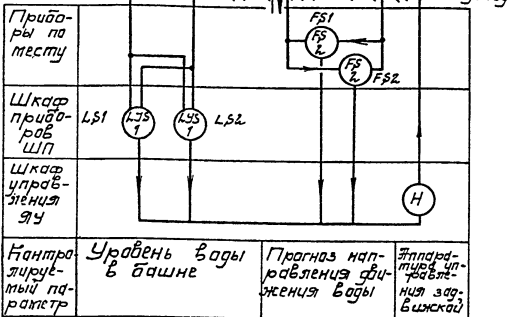 Прибо-
ры по
месту
FS1
FS
2
FS
2
FS2
Шкаф
прибо-
ров
ШП
LS1
LYS
1
LYS
1
LS2
Шкаф
управ-
ления
ЯУ
H
Контро-
лируе-
мый па-
раметр
Уровень воды
в башне
Прогноз нап-
равления дви-
жения воды
Аппара-
тура уп-
равле-
ния зад-
вижкой